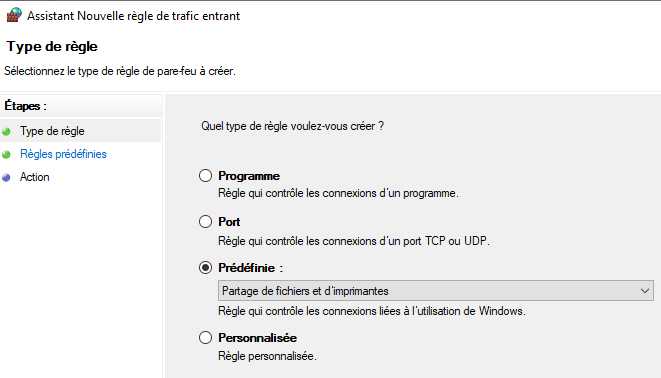 Assistant Nouvelle règle de trafic entrant
Type de règle
Sélectionnez le type de règle de pare-feu à créer.
Étapes :
Type de règle
Règles prédéfinies
Action
Quel type de règle voulez-vous créer ?
Programme
Règle qui contrôle les connexions d'un programme.
Port
Règle qui contrôle les connexions d'un port TCP ou UDP.
Prédéfinie :
Partage de fichiers et d'imprimantes
Règle qui contrôle les connexions liées à l'utilisation de Windows.
Personnalisée
Règle personnalisée.